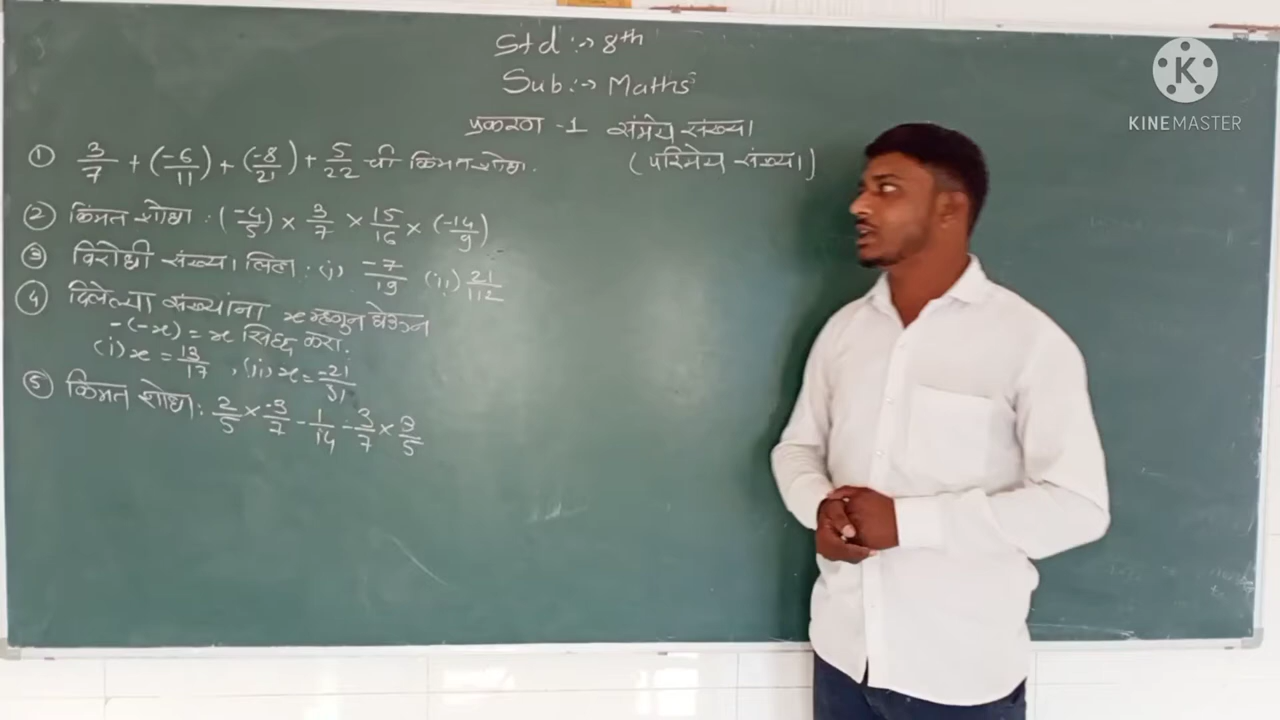 Std :→ 8th
Sub :→ Maths
प्रकरण -1 संमेय संख्या
(परिमेय संख्या)
① 3/7 + (-6/11) + (-8/21) + 5/22 ची किंमत शोधा.
② किंमत शोधा : (-4/5) × 3/7 × 15/16 × (-14/9)
③ विरोधी संख्या लिहा : (i) -7/19 (ii) 21/112
④ दिलेल्या संख्यांना x म्हणुन घेऊन
-(-x) = x सिद्ध करा.
(i) x = 13/17 , (ii) x = -21/31
⑤ किंमत शोधा : 2/5 × -3/7 - 1/14 - 3/7 × 3/5
K
KINEMASTER